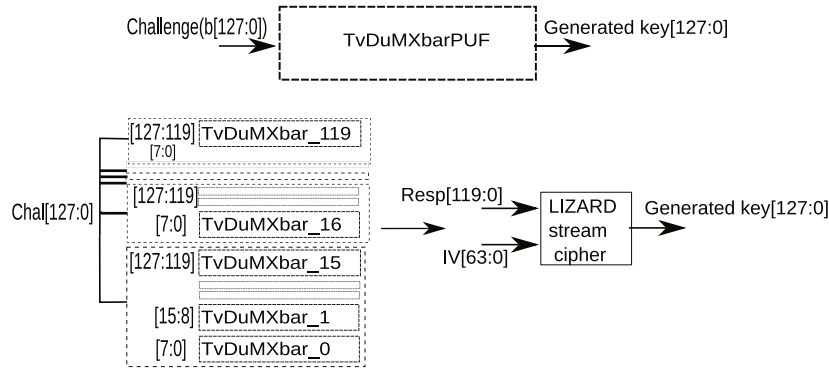 Challenge(b[127:0])
TvDuMXbarPUF
Generated key[127:0]
[127:119] TvDuMXbar_119
[7:0]
[127:119]
[7:0] TvDuMXbar_16
Chal[127:0]
[127:119] TvDuMXbar_15
[15:8] TvDuMXbar_1
[7:0] TvDuMXbar_0
Resp[119:0]
IV[63:0]
LIZARD
stream
cipher
Generated key[127:0]